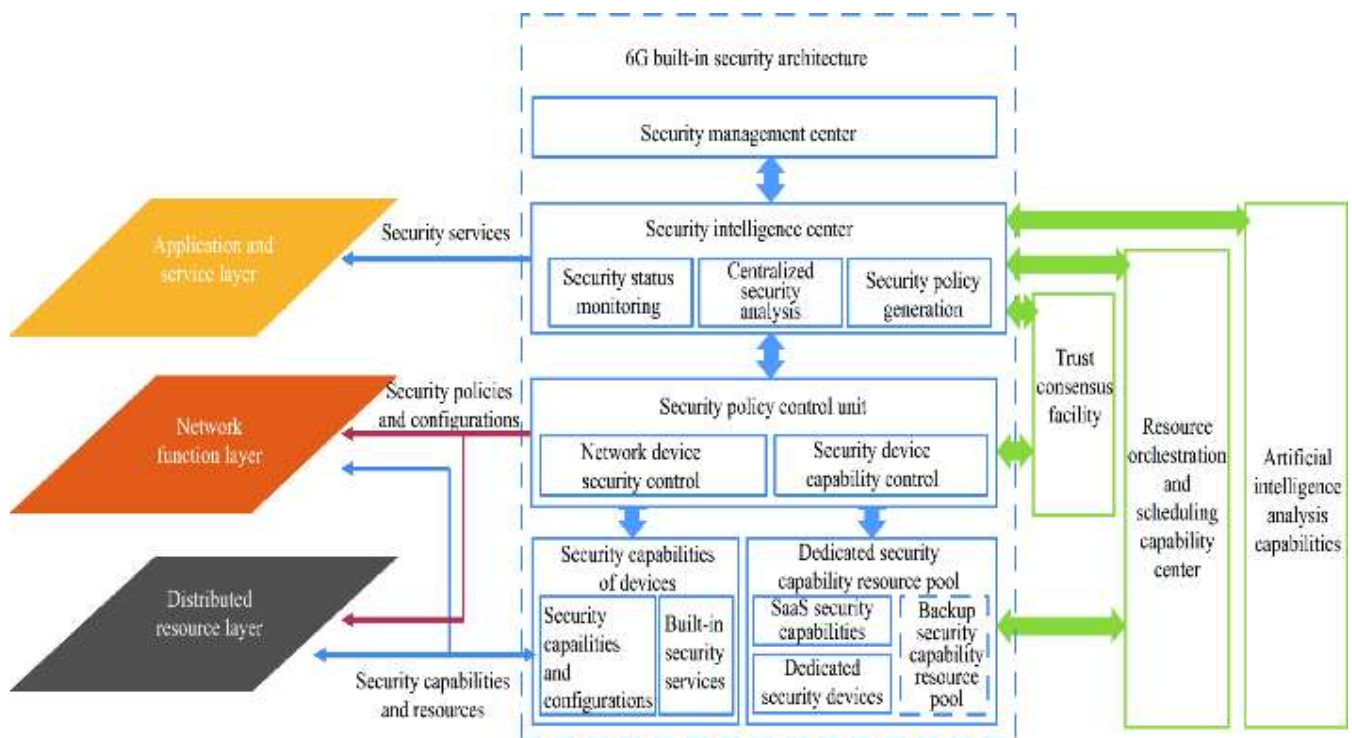 6G built-in security architecture
Security management center
Security intelligence center
Security status
monitoring
Centralized
security
analysis
Security policy
generation
Security services
Application and
service layer
Security policy control unit
Network device
security control
Security device
capability control
Security policies
and configurations
Network
function layer
Security capabilities
of devices
Security
capailities
and
configurations
Built-in
security
services
Dedicated security
capability resource pool
SaaS security
capabilities
Dedicated
security devices
Backup
security
capability
resource
pool
Distributed
resource layer
Security capabilities
and resources
Trust
consensus
facility
Resource
orchestration
and
scheduling
capability
center
Artificial
intelligence
analysis
capabilities